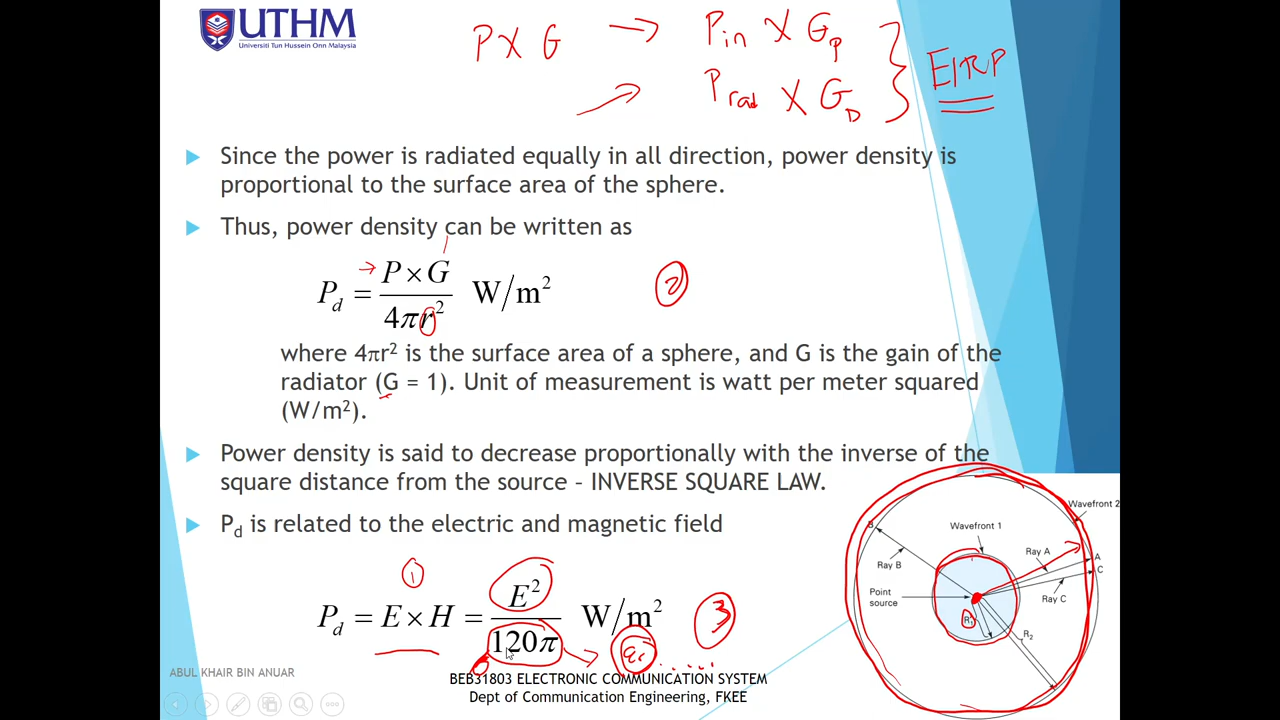 UTHM
Universiti Tun Hussein Onn Malaysia
P X G → Pin X GP
→ Prad X GD
EIRP
Since the power is radiated equally in all direction, power density is
proportional to the surface area of the sphere.
Thus, power density can be written as
Pd = P × G / 4πr² W/m²
2
where 4πr² is the surface area of a sphere, and G is the gain of the
radiator (G = 1). Unit of measurement is watt per meter squared
(W/m²).
Power density is said to decrease proportionally with the inverse of the
square distance from the source – INVERSE SQUARE LAW.
Pd is related to the electric and magnetic field
1
Pd = E × H = E² / 120π W/m²
3
Wavefront 2
B
Wavefront 1
Ray A
Ray B
A
C
Point
source
Ray C
R1
R2
ABUL KHAIR BIN ANUAR
BEB31803 ELECTRONIC COMMUNICATION SYSTEM
Dept of Communication Engineering, FKEE